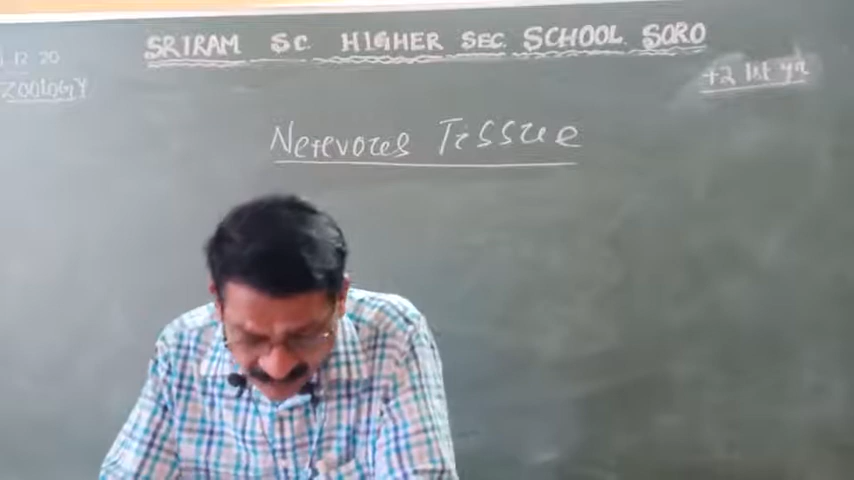 SRIRAM SC. HIGHER SEC. SCHOOL SORO
12 20
ZOOLOGY
+2 1st yr
Nervous Tissue